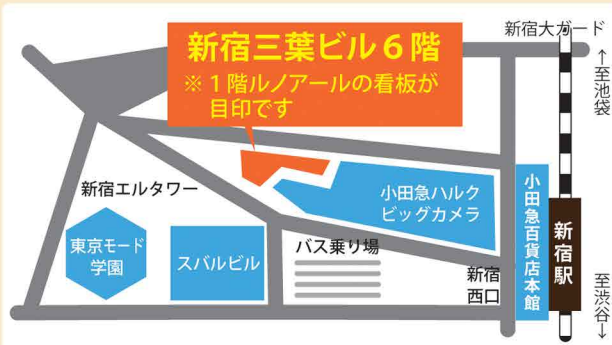 新宿大ガード
↑至池袋
新宿三葉ビル6階
※1階ルノアールの看板が
目印です
新宿エルタワー
小田急ハルク
ビッグカメラ
小田急百貨店本館
新宿駅
東京モード
学園
スバルビル
バス乗り場
新宿
西口
至渋谷↓